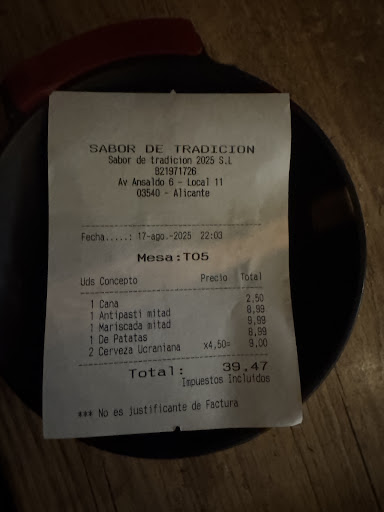 SABOR DE TRADICION
Sabor de tradicion 2025 S.L
B21971726
Av Ansaldo 6 - Local 11
03540 - Alicante
Fecha.....: 17-ago.-2025 22:03
Mesa:T05
Uds Concepto Precio Total
1 Cana 2,50
1 Antipasti mitad 8,99
1 Mariscada mitad 9,99
1 De Patatas 8,99
2 Cerveza Ucraniana x4,50= 9,00
Total: 39,47
Impuestos Incluidos
*** No es justificante de Factura